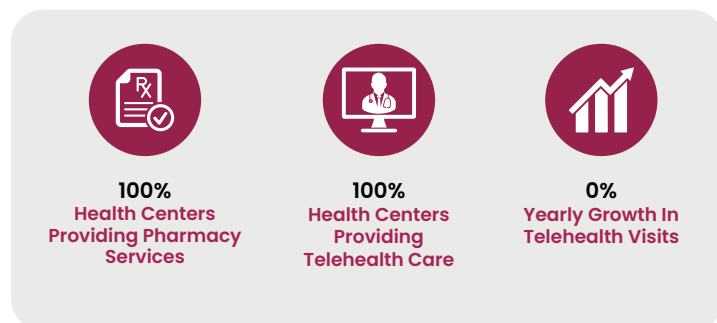 Rx
100%
Health Centers
Providing Pharmacy
Services
100%
Health Centers
Providing
Telehealth Care
0%
Yearly Growth In
Telehealth Visits